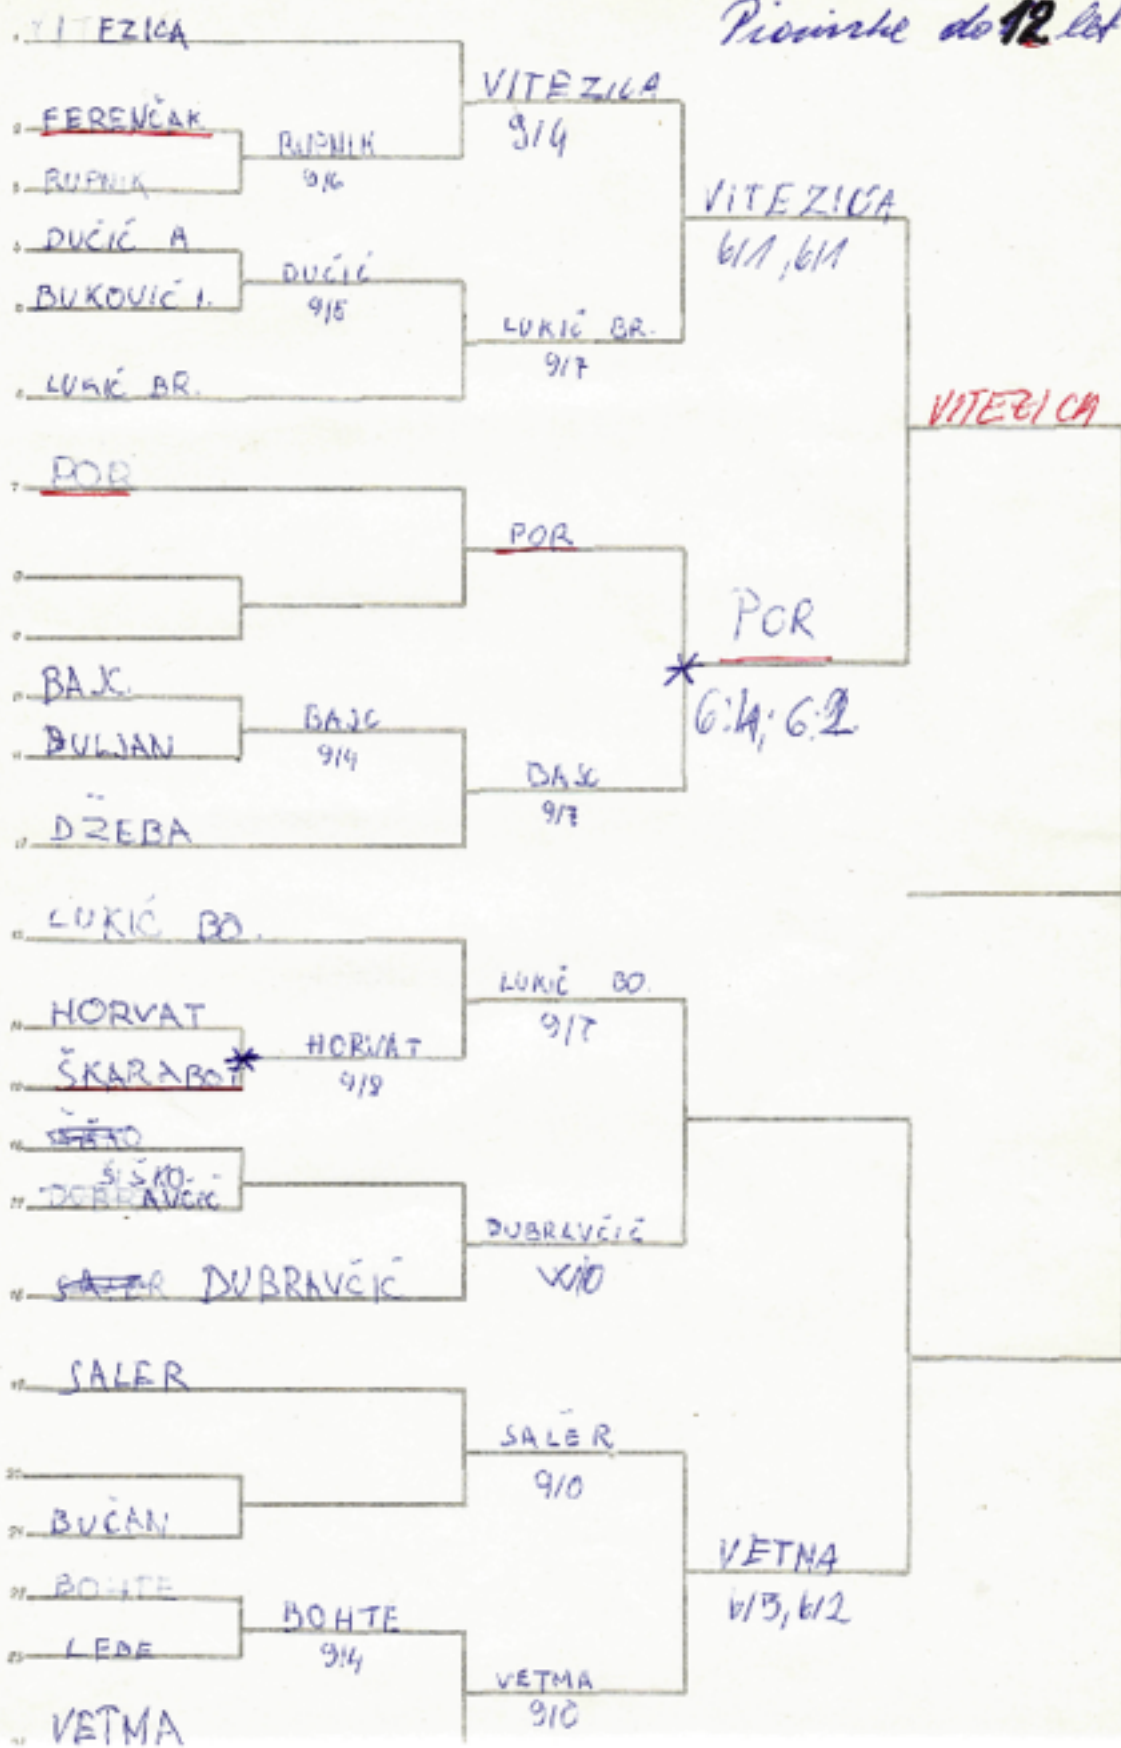 Pionirke do 12 let
VITEZICA
VITEZICA
9/4
FERENČAK
RUPNIK
9/6
RUPNIK
VITEZICA
6/1, 6/1
DUČIĆ A
DUČIĆ
9/5
BUKOVIĆ I.
LUKIĆ BR.
9/7
LUKIĆ BR.
VITEZICA
POR
POR
POR
6:4; 6:2
BAJC.
BAJC
9/4
BULJAN
BAJC
9/7
DŽEBA
LUKIĆ BO.
LUKIĆ BO.
9/7
HORVAT
HORVAT
9/8
ŠKARABOT
ŠIŠKO
DUBRAVČIĆ
DUBRAVČIĆ
W/O
DUBRAVČIĆ
SALER
SALER
9/0
BUČAN
VETMA
6/3, 6/2
BOHTE
BOHTE
9/4
LEBE
VETMA
9/0
VETMA